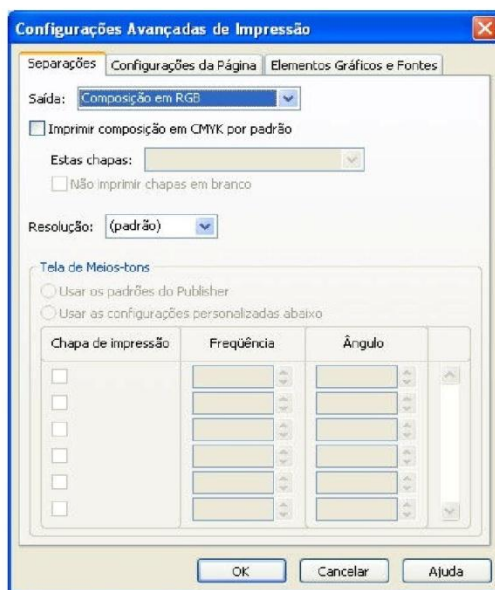 Configurações Avançadas de Impressão
Separações Configurações da Página Elementos Gráficos e Fontes
Saída: Composição em RGB
Imprimir composição em CMYK por padrão
Estas chapas:
Não imprimir chapas em branco
Resolução: (padrão)
Tela de Meios-tons
Usar os padrões do Publisher
Usar as configurações personalizadas abaixo
Chapa de impressão Freqüência Ângulo
OK Cancelar Ajuda